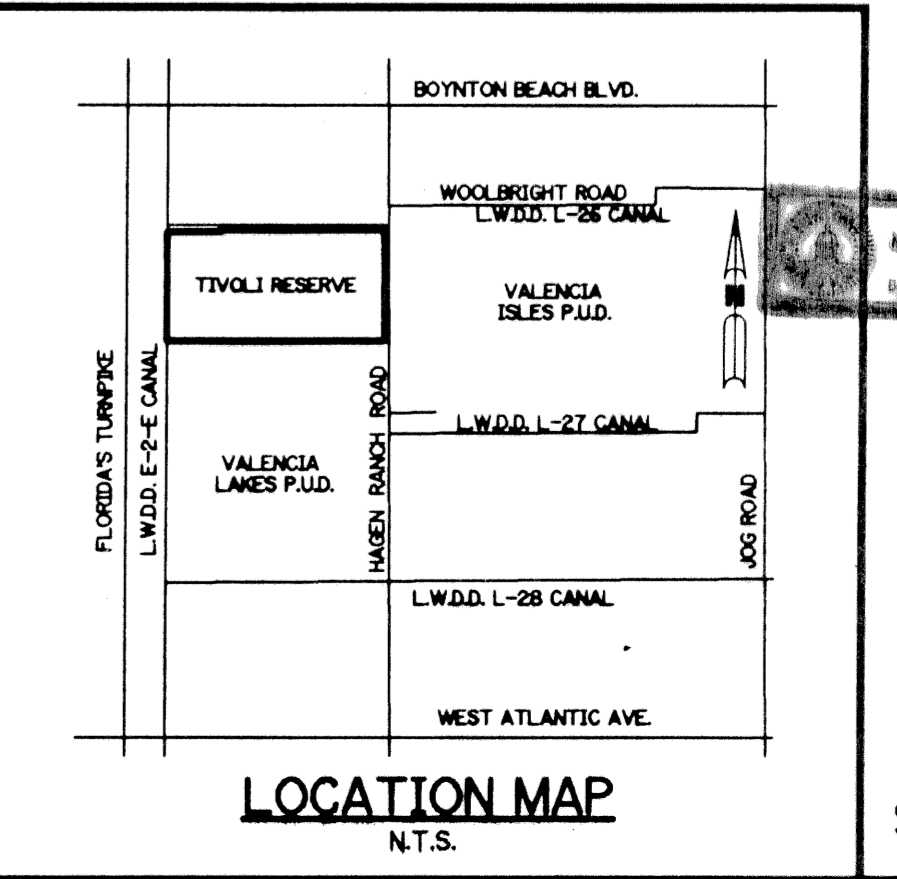 BOYNTON BEACH BLVD.
WOOLBRIGHT ROAD
L.W.D.D. L-26 CANAL
TIVOLI RESERVE
VALENCIA
ISLES P.U.D.
N
FLORIDA'S TURNPIKE
L.W.D.D. E-2-E CANAL
HAGEN RANCH ROAD
L.W.D.D. L-27 CANAL
VALENCIA
LAKES P.U.D.
JOG ROAD
L.W.D.D. L-28 CANAL
WEST ATLANTIC AVE.
LOCATION MAP
N.T.S.